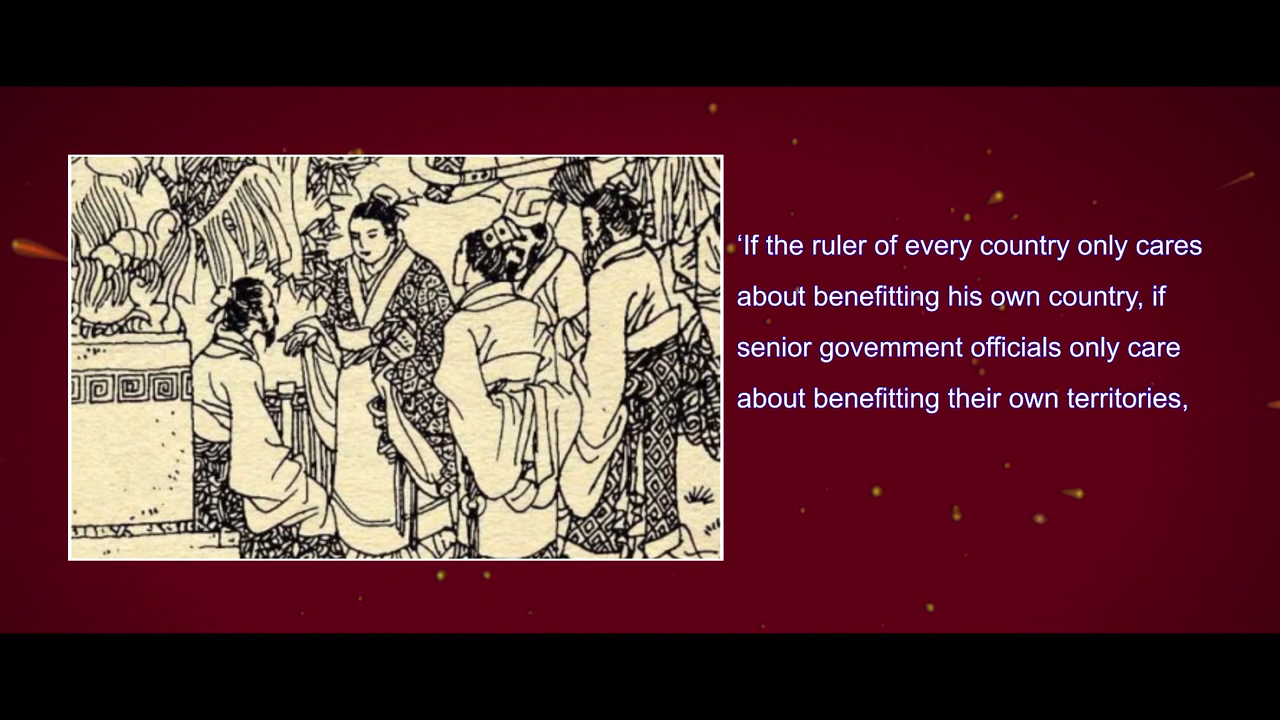 ‘If the ruler of every country only cares
about benefitting his own country, if
senior govemment officials only care
about benefitting their own territories,